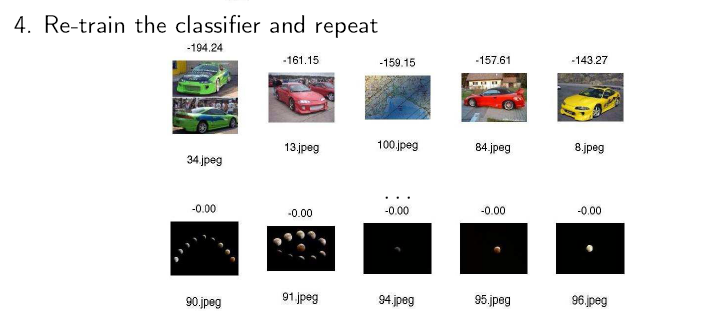 4. Re-train the classifier and repeat
-194.24
-161.15
-159.15
-157.61
-143.27
34.jpeg
13.jpeg
100.jpeg
84.jpeg
8.jpeg
. . .
-0.00
-0.00
-0.00
-0.00
-0.00
90.jpeg
91.jpeg
94.jpeg
95.jpeg
96.jpeg